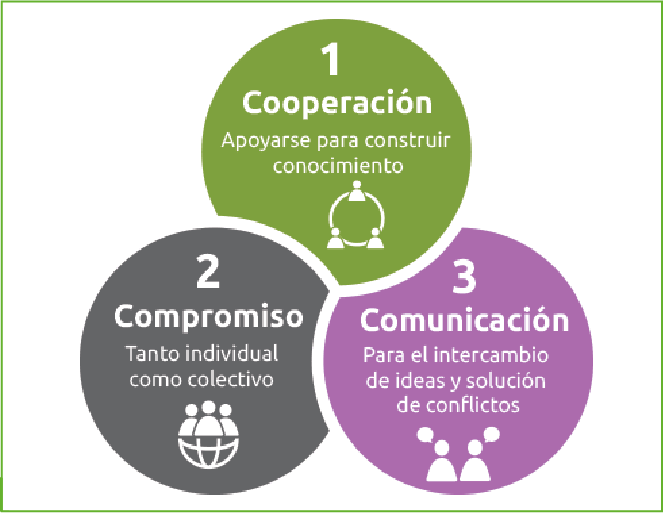 1
Cooperación
Apoyarse para construir
conocimiento
2
Compromiso
Tanto individual
como colectivo
3
Comunicación
Para el intercambio
de ideas y solución
de conflictos